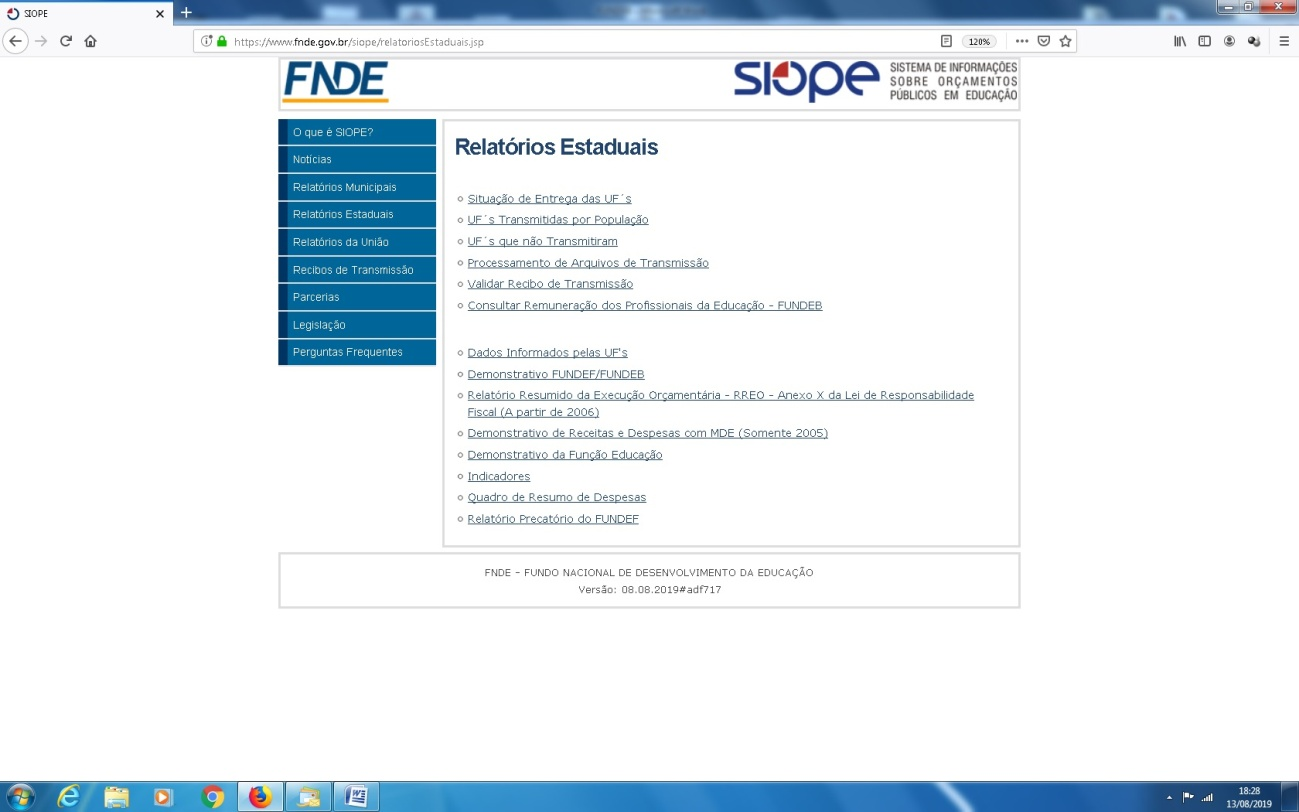 SIOPE
https://www.fnde.gov.br/siope/relatoriosEstaduais.jsp
120%
FNDE
siope
SISTEMA DE INFORMAÇÕES
SOBRE ORÇAMENTOS
PÚBLICOS EM EDUCAÇÃO
O que é SIOPE?
Notícias
Relatórios Municipais
Relatórios Estaduais
Relatórios da União
Recibos de Transmissão
Parcerias
Legislação
Perguntas Frequentes
Relatórios Estaduais
Situação de Entrega das UF´s
UF´s Transmitidas por População
UF´s que não Transmitiram
Processamento de Arquivos de Transmissão
Validar Recibo de Transmissão
Consultar Remuneração dos Profissionais da Educação - FUNDEB
Dados Informados pelas UF's
Demonstrativo FUNDEF/FUNDEB
Relatório Resumido da Execução Orçamentária - RREO - Anexo X da Lei de Responsabilidade
Fiscal (A partir de 2006)
Demonstrativo de Receitas e Despesas com MDE (Somente 2005)
Demonstrativo da Função Educação
Indicadores
Quadro de Resumo de Despesas
Relatório Precatório do FUNDEF
FNDE - FUNDO NACIONAL DE DESENVOLVIMENTO DA EDUCAÇÃO
Versão: 08.08.2019#adf717
18:28
13/08/2019